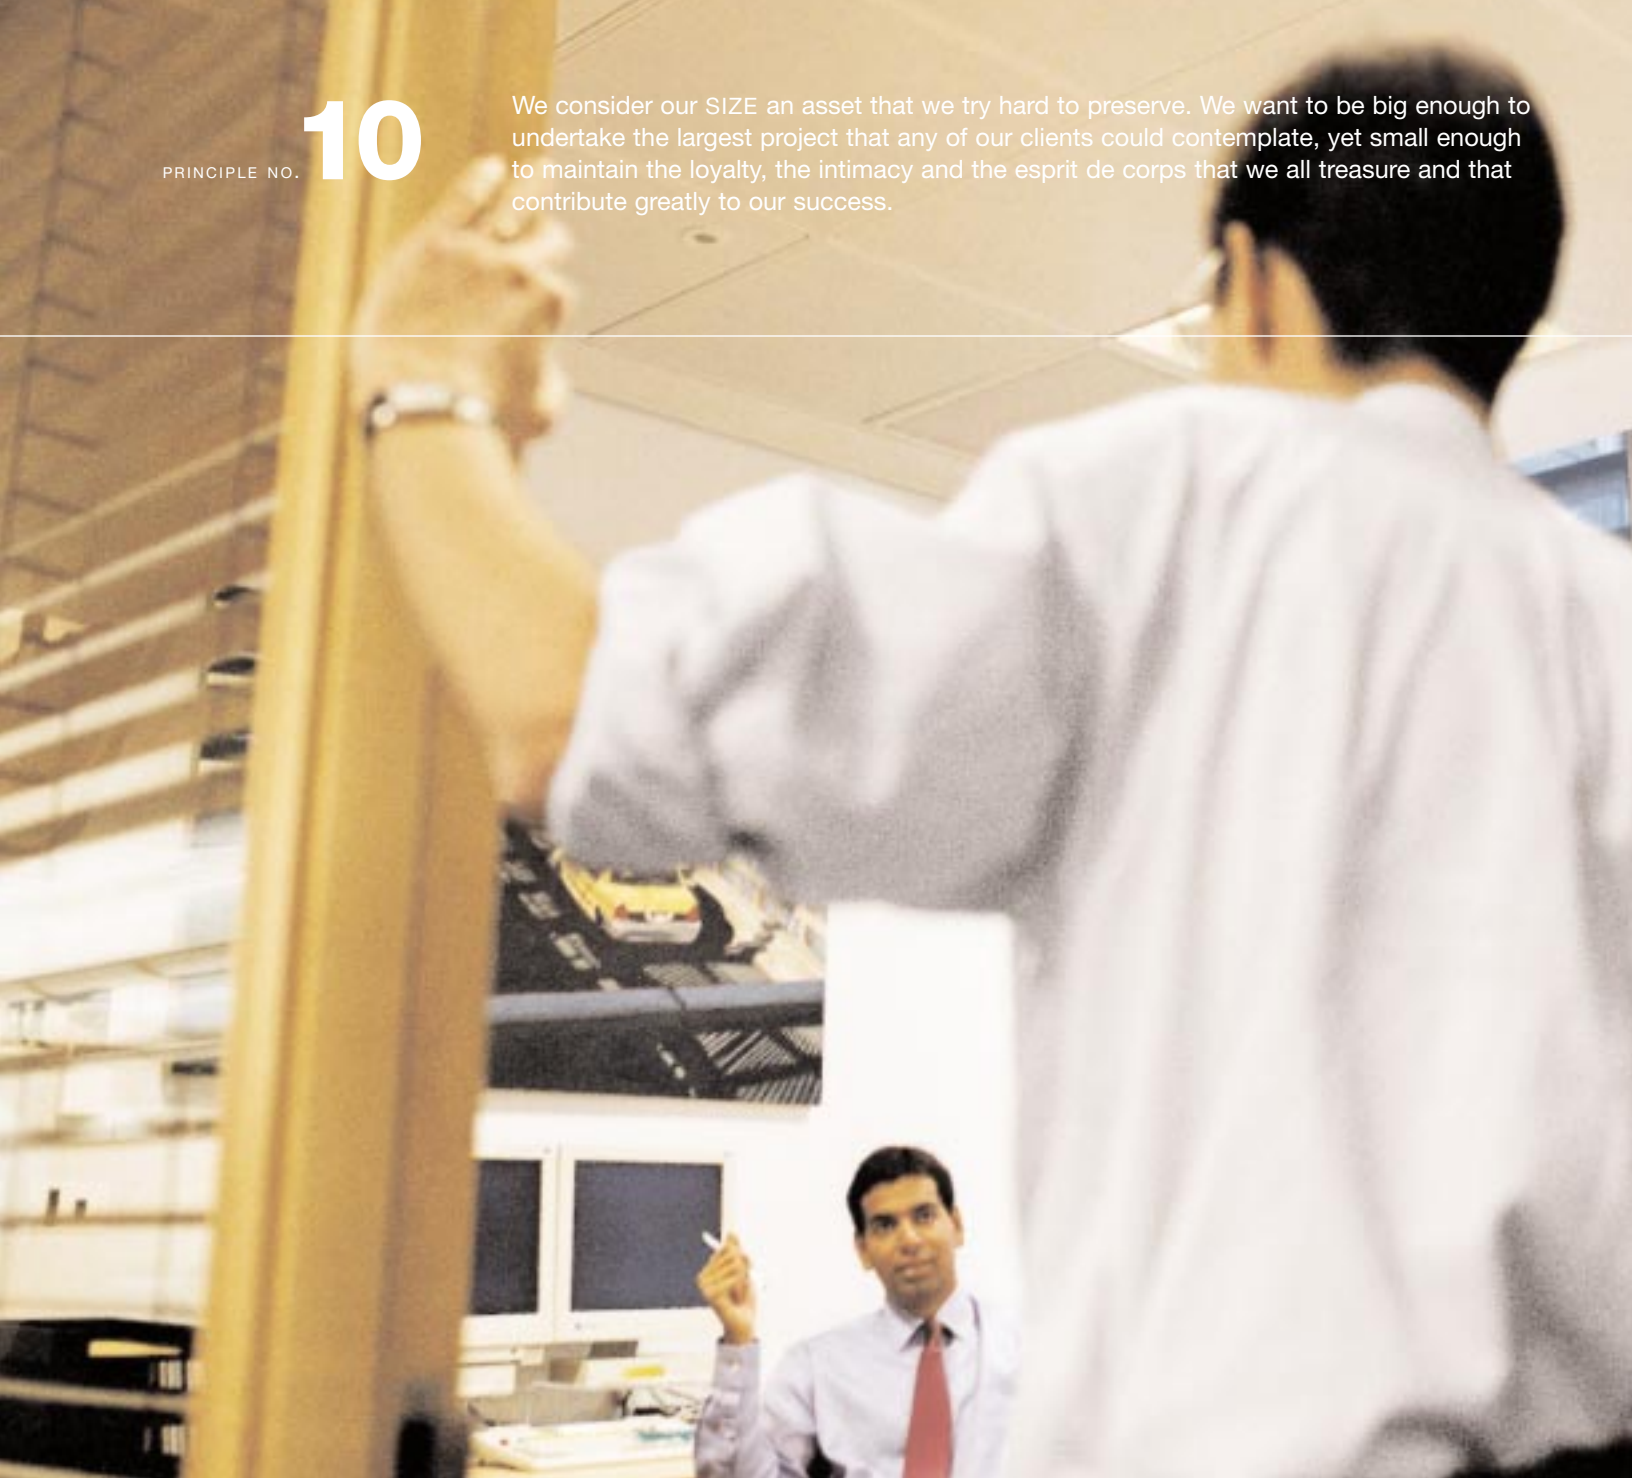 PRINCIPLE NO. 10
We consider our SIZE an asset that we try hard to preserve. We want to be big enough to
undertake the largest project that any of our clients could contemplate, yet small enough
to maintain the loyalty, the intimacy and the esprit de corps that we all treasure and that
contribute greatly to our success.